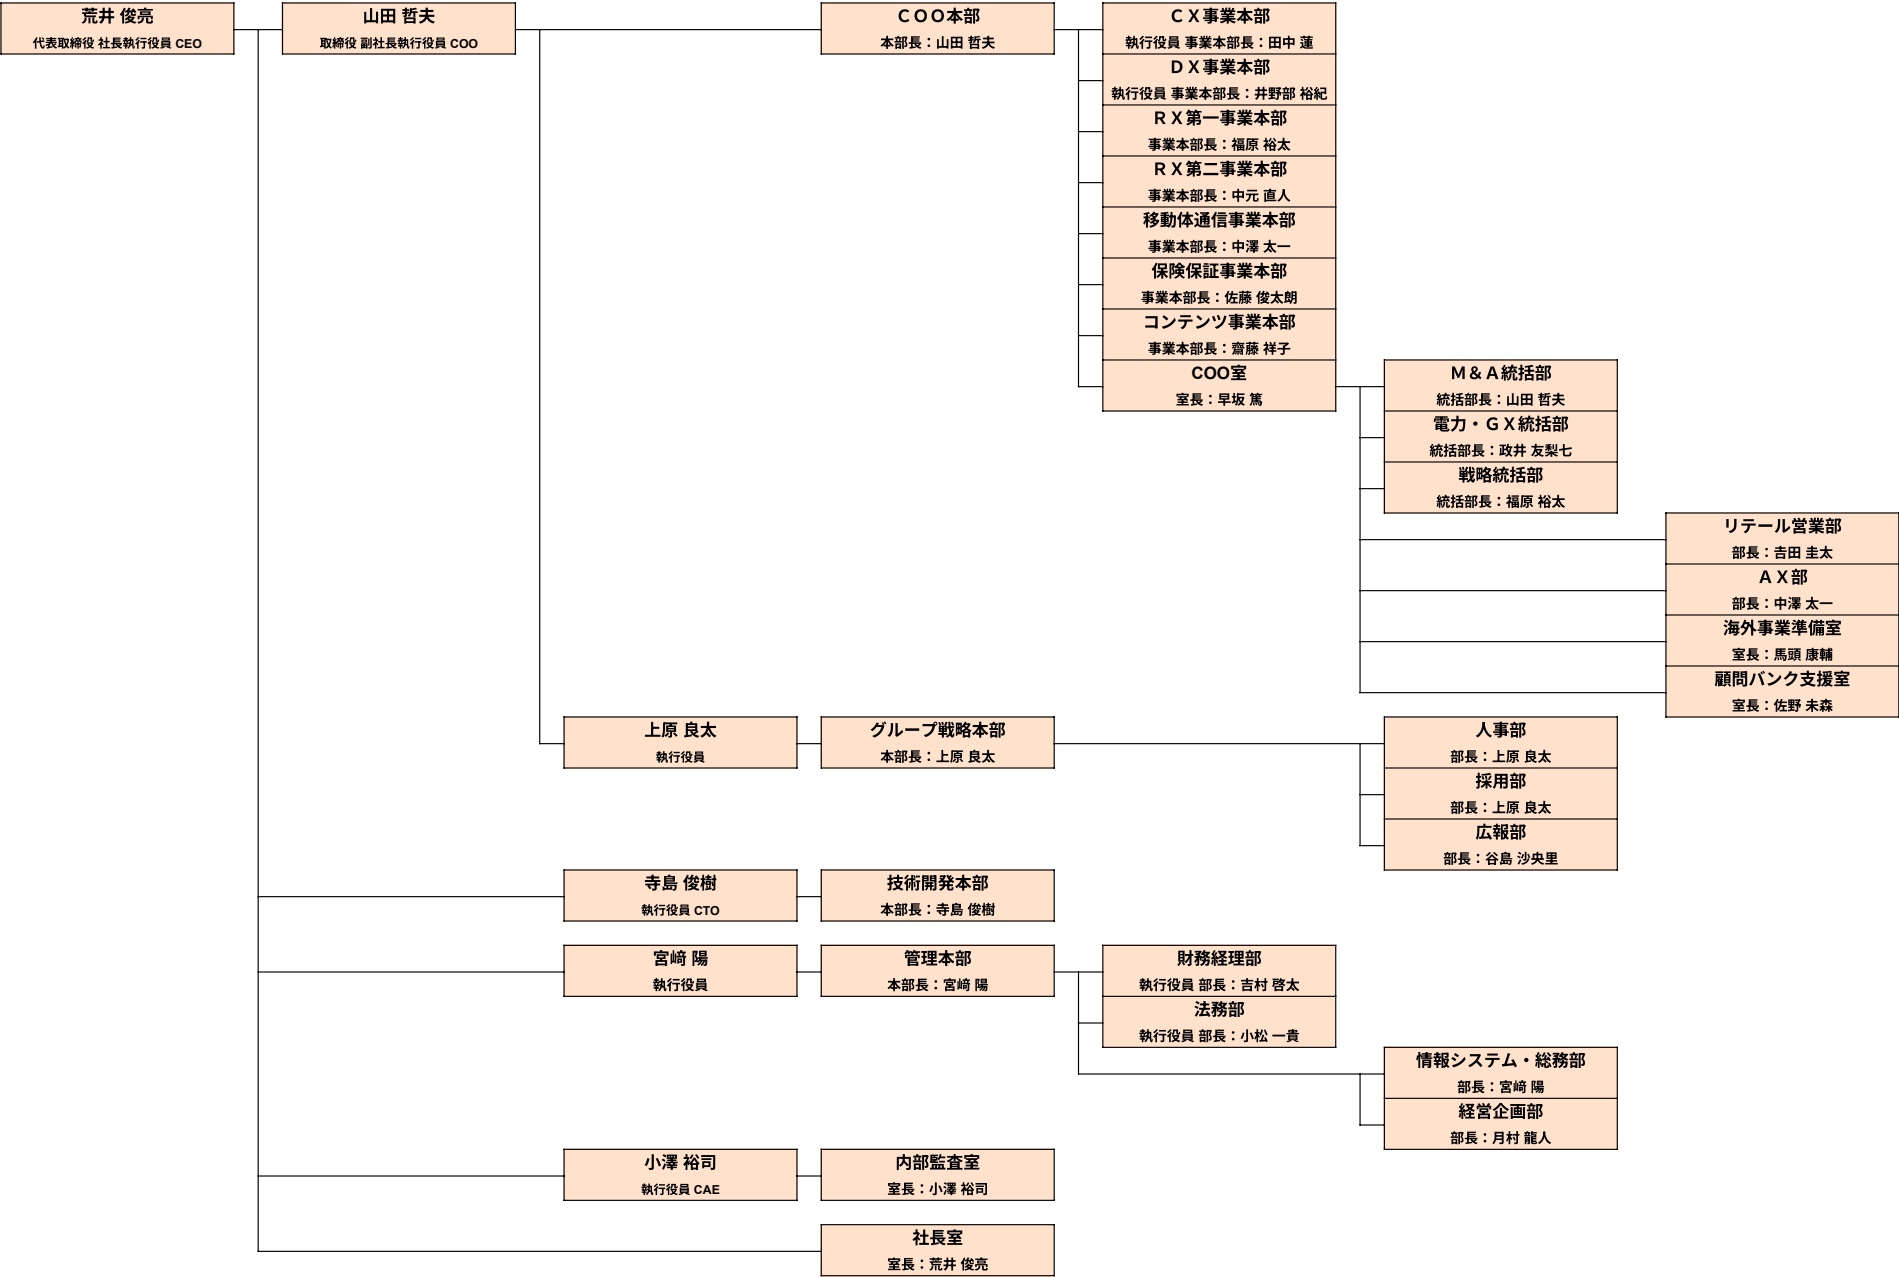 荒井 俊亮
代表取締役 社長執行役員 CEO
山田 哲夫
取締役 副社長執行役員 COO
ＣＯＯ本部
本部長：山田 哲夫
ＣＸ事業本部
執行役員 事業本部長：田中 蓮
ＤＸ事業本部
執行役員 事業本部長：井野部 裕紀
ＲＸ第一事業本部
事業本部長：福原 裕太
ＲＸ第二事業本部
事業本部長：中元 直人
移動体通信事業本部
事業本部長：中澤 太一
保険保証事業本部
事業本部長：佐藤 俊太朗
コンテンツ事業本部
事業本部長：齋藤 祥子
COO室
室長：早坂 篤
Ｍ＆Ａ統括部
統括部長：山田 哲夫
電力・ＧＸ統括部
統括部長：政井 友梨七
戦略統括部
統括部長：福原 裕太
リテール営業部
部長：吉田 圭太
ＡＸ部
部長：中澤 太一
海外事業準備室
室長：馬頭 康輔
顧問バンク支援室
室長：佐野 未森
上原 良太
執行役員
グループ戦略本部
本部長：上原 良太
人事部
部長：上原 良太
採用部
部長：上原 良太
広報部
部長：谷島 沙央里
寺島 俊樹
執行役員 CTO
技術開発本部
本部長：寺島 俊樹
宮﨑 陽
執行役員
管理本部
本部長：宮﨑 陽
財務経理部
執行役員 部長：吉村 啓太
法務部
執行役員 部長：小松 一貴
情報システム・総務部
部長：宮﨑 陽
経営企画部
部長：月村 龍人
小澤 裕司
執行役員 CAE
内部監査室
室長：小澤 裕司
社長室
室長：荒井 俊亮